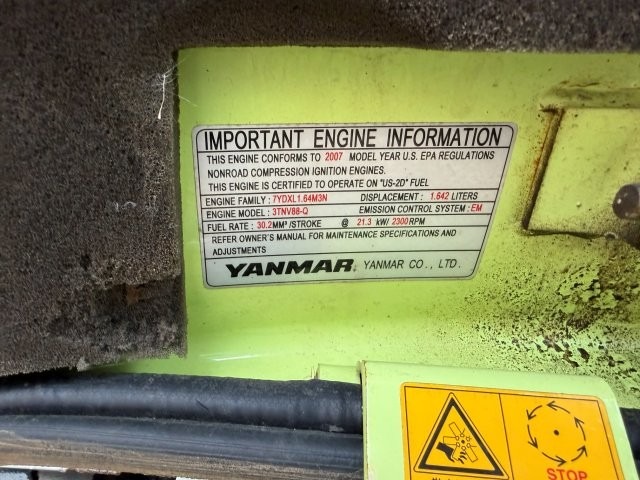 IMPORTANT ENGINE INFORMATION
THIS ENGINE CONFORMS TO 2007 MODEL YEAR U.S. EPA REGULATIONS
NONROAD COMPRESSION IGNITION ENGINES.
THIS ENGINE IS CERTIFIED TO OPERATE ON "US-2D" FUEL
ENGINE FAMILY : 7YDXL1.64M3N DISPLACEMENT : 1.642 LITERS
ENGINE MODEL : 3TNV88-Q EMISSION CONTROL SYSTEM : EM
FUEL RATE : 30.2MM³/STROKE @ 21.3 kW/ 2300RPM
REFER OWNER'S MANUAL FOR MAINTENANCE SPECIFICATIONS AND
ADJUSTMENTS
YANMAR. YANMAR CO., LTD.
STOP